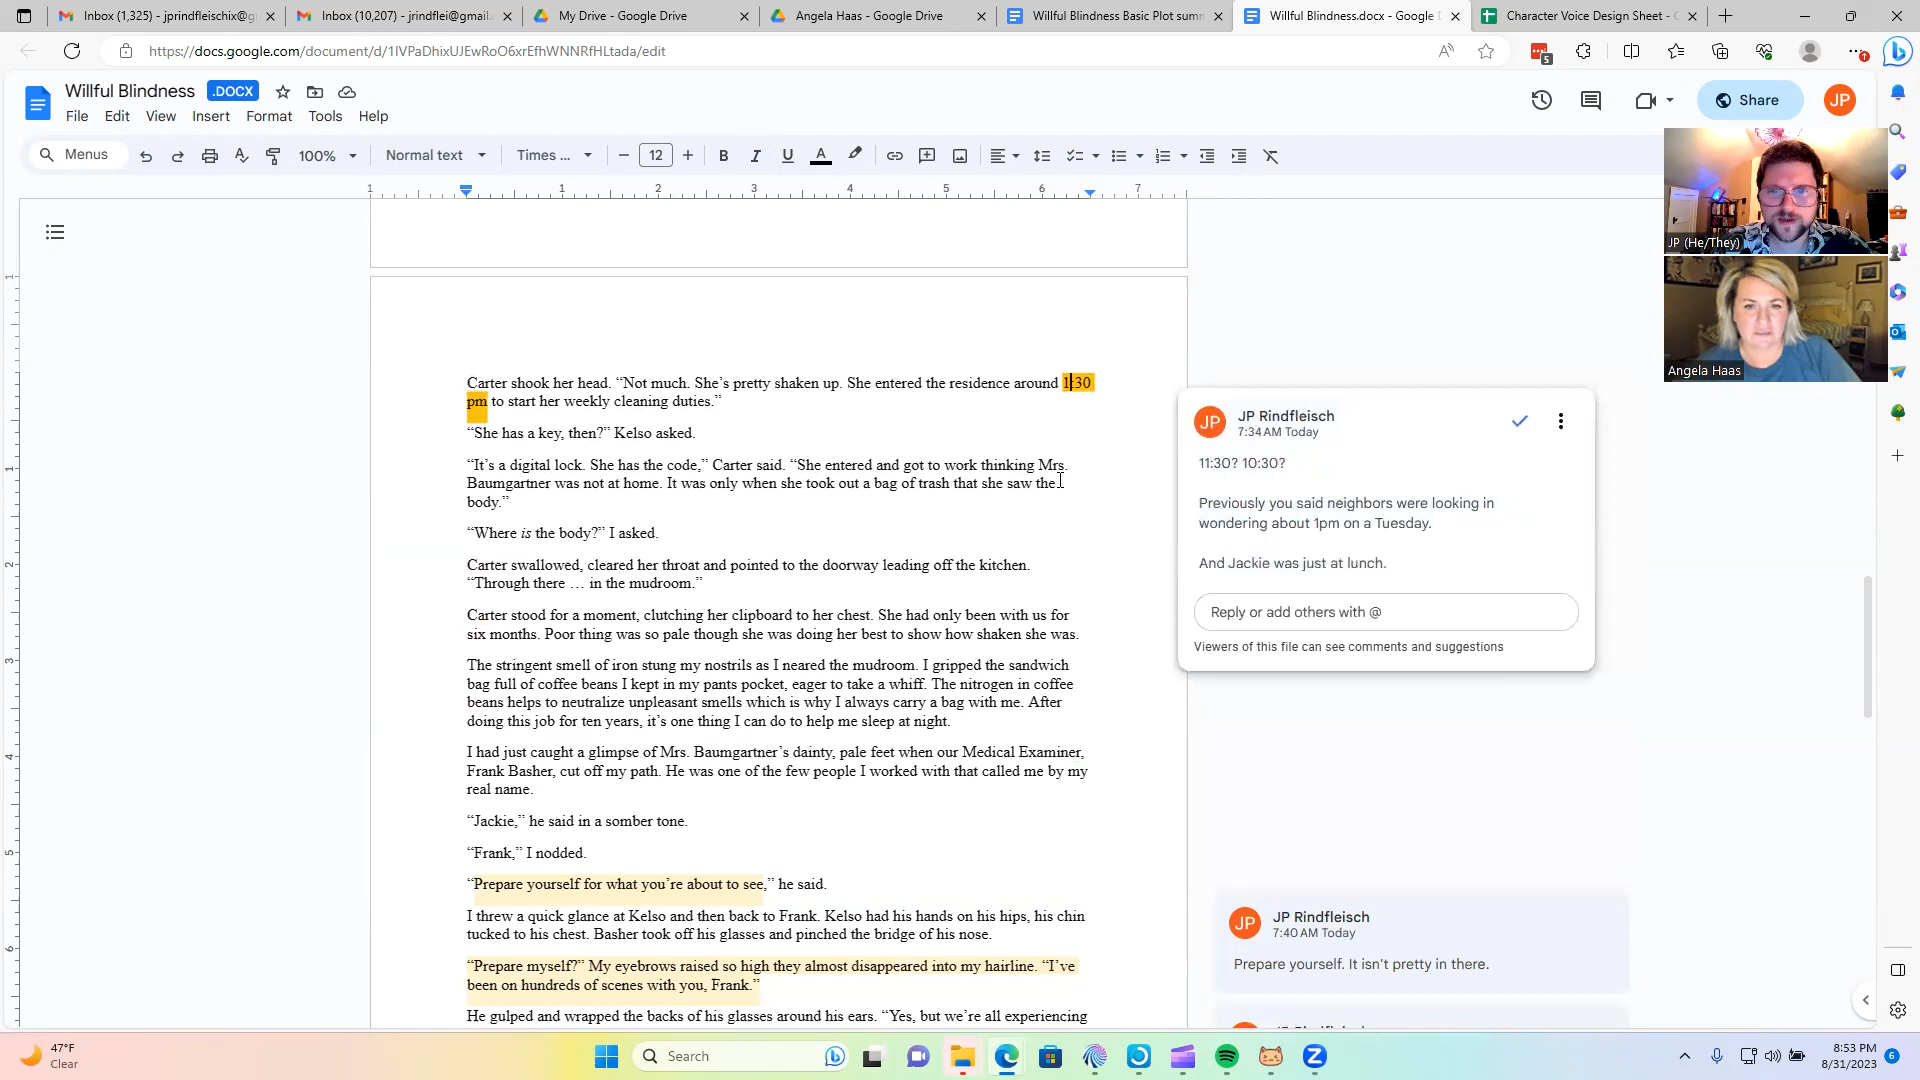 Inbox (1,325) - jprindfleischix@g
Inbox (10,207) - jrindflei@gmail.
My Drive - Google Drive
Angela Haas - Google Drive
Willful Blindness Basic Plot sum
Willful Blindness.docx - Google D
Character Voice Design Sheet - G
https://docs.google.com/document/d/1IVPaDhixUJEwRoO6xrEfhWNNRfHLtada/edit
5
Willful Blindness
.DOCX
File
Edit
View
Insert
Format
Tools
Help
Share
JP
Menus
100%
Normal text
Times ...
12
B
I
U
A
1
1
2
3
4
5
6
7
1
1
2
3
4
5
6
JP (He/They)
Angela Haas
Carter shook her head. “Not much. She’s pretty shaken up. She entered the residence around 1:30
pm to start her weekly cleaning duties.”
“She has a key, then?” Kelso asked.
“It’s a digital lock. She has the code,” Carter said. “She entered and got to work thinking Mrs.
Baumgartner was not at home. It was only when she took out a bag of trash that she saw the
body.”
“Where is the body?” I asked.
Carter swallowed, cleared her throat and pointed to the doorway leading off the kitchen.
“Through there … in the mudroom.”
Carter stood for a moment, clutching her clipboard to her chest. She had only been with us for
six months. Poor thing was so pale though she was doing her best to show how shaken she was.
The stringent smell of iron stung my nostrils as I neared the mudroom. I gripped the sandwich
bag full of coffee beans I kept in my pants pocket, eager to take a whiff. The nitrogen in coffee
beans helps to neutralize unpleasant smells which is why I always carry a bag with me. After
doing this job for ten years, it’s one thing I can do to help me sleep at night.
I had just caught a glimpse of Mrs. Baumgartner’s dainty, pale feet when our Medical Examiner,
Frank Basher, cut off my path. He was one of the few people I worked with that called me by my
real name.
“Jackie,” he said in a somber tone.
“Frank,” I nodded.
“Prepare yourself for what you’re about to see,” he said.
I threw a quick glance at Kelso and then back to Frank. Kelso had his hands on his hips, his chin
tucked to his chest. Basher took off his glasses and pinched the bridge of his nose.
“Prepare myself?” My eyebrows raised so high they almost disappeared into my hairline. “I’ve
been on hundreds of scenes with you, Frank.”
He gulped and wrapped the backs of his glasses around his ears. “Yes, but we’re all experiencing
JP
JP Rindfleisch
7:34 AM Today
11:30? 10:30?
Previously you said neighbors were looking in
wondering about 1pm on a Tuesday.
And Jackie was just at lunch.
Reply or add others with @
Viewers of this file can see comments and suggestions
JP
JP Rindfleisch
7:40 AM Today
Prepare yourself. It isn't pretty in there.
JP Rindfleisch
47°F
Clear
Search
8:53 PM
8/31/2023
6